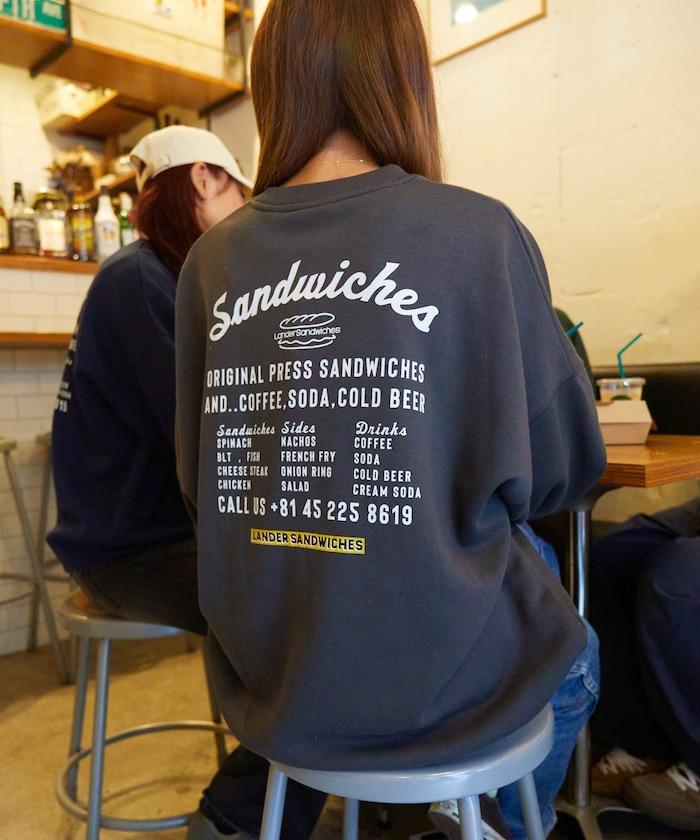 AVE
Sandwiches
LanderSandwiches
ORIGINAL PRESS SANDWICHES
AND..COFFEE,SODA,COLD BEER
Sandwiches Sides Drinks
SPINACH NACHOS COFFEE
BLT , FISH FRENCH FRY SODA
CHEESE STEAK ONION RING COLD BEER
CHICKEN SALAD CREAM SODA
CALL US +81 45 225 8619
LANDER SANDWICHES